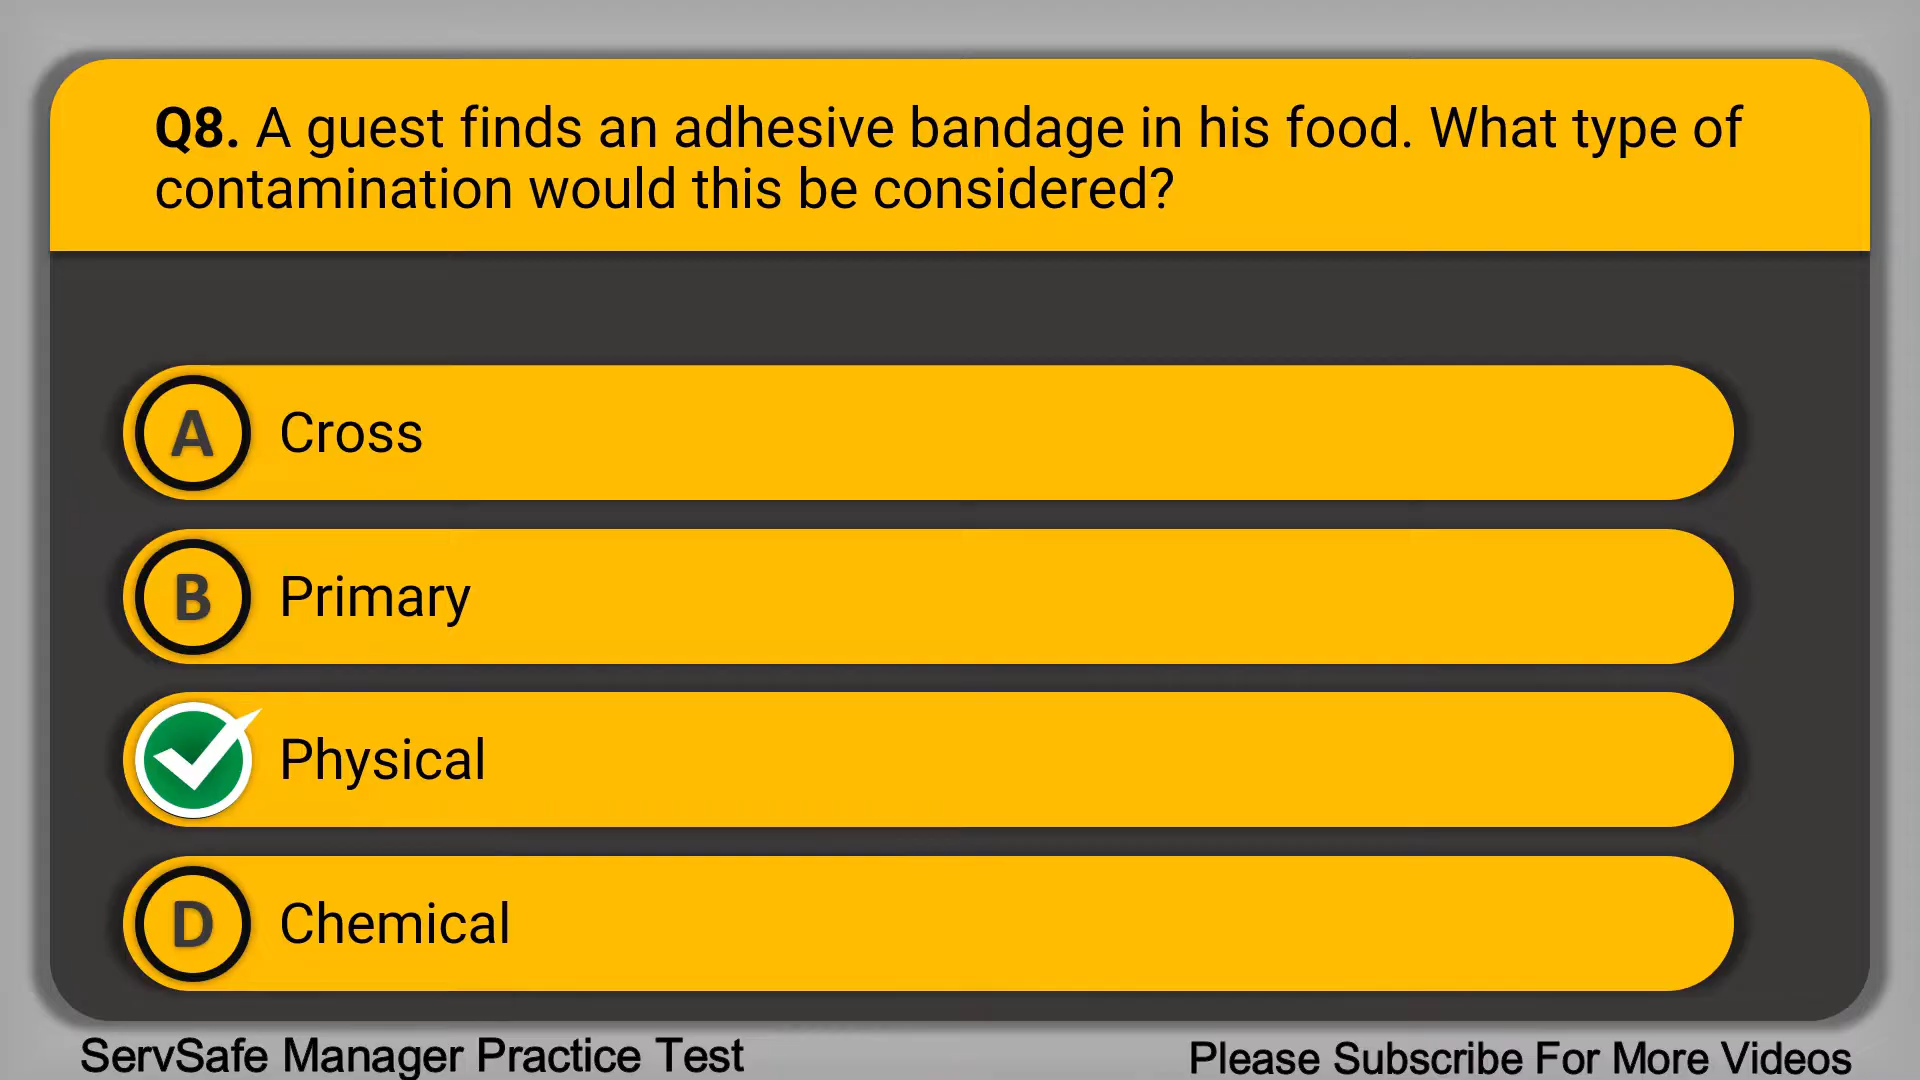 Q8. A guest finds an adhesive bandage in his food. What type of
contamination would this be considered?
A Cross
B Primary
Physical
D Chemical
ServSafe Manager Practice Test
Please Subscribe For More Videos